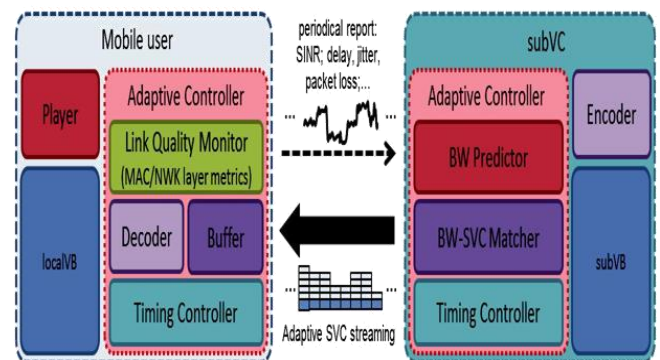 Mobile user
Player
localVB
Adaptive Controller
Link Quality Monitor
(MAC/NWK layer metrics)
Decoder
Buffer
Timing Controller
periodical report:
SINR; delay, jitter,
packet loss;...
... ...
... ...
Adaptive SVC streaming
subVC
Adaptive Controller
BW Predictor
BW-SVC Matcher
Timing Controller
Encoder
subVB